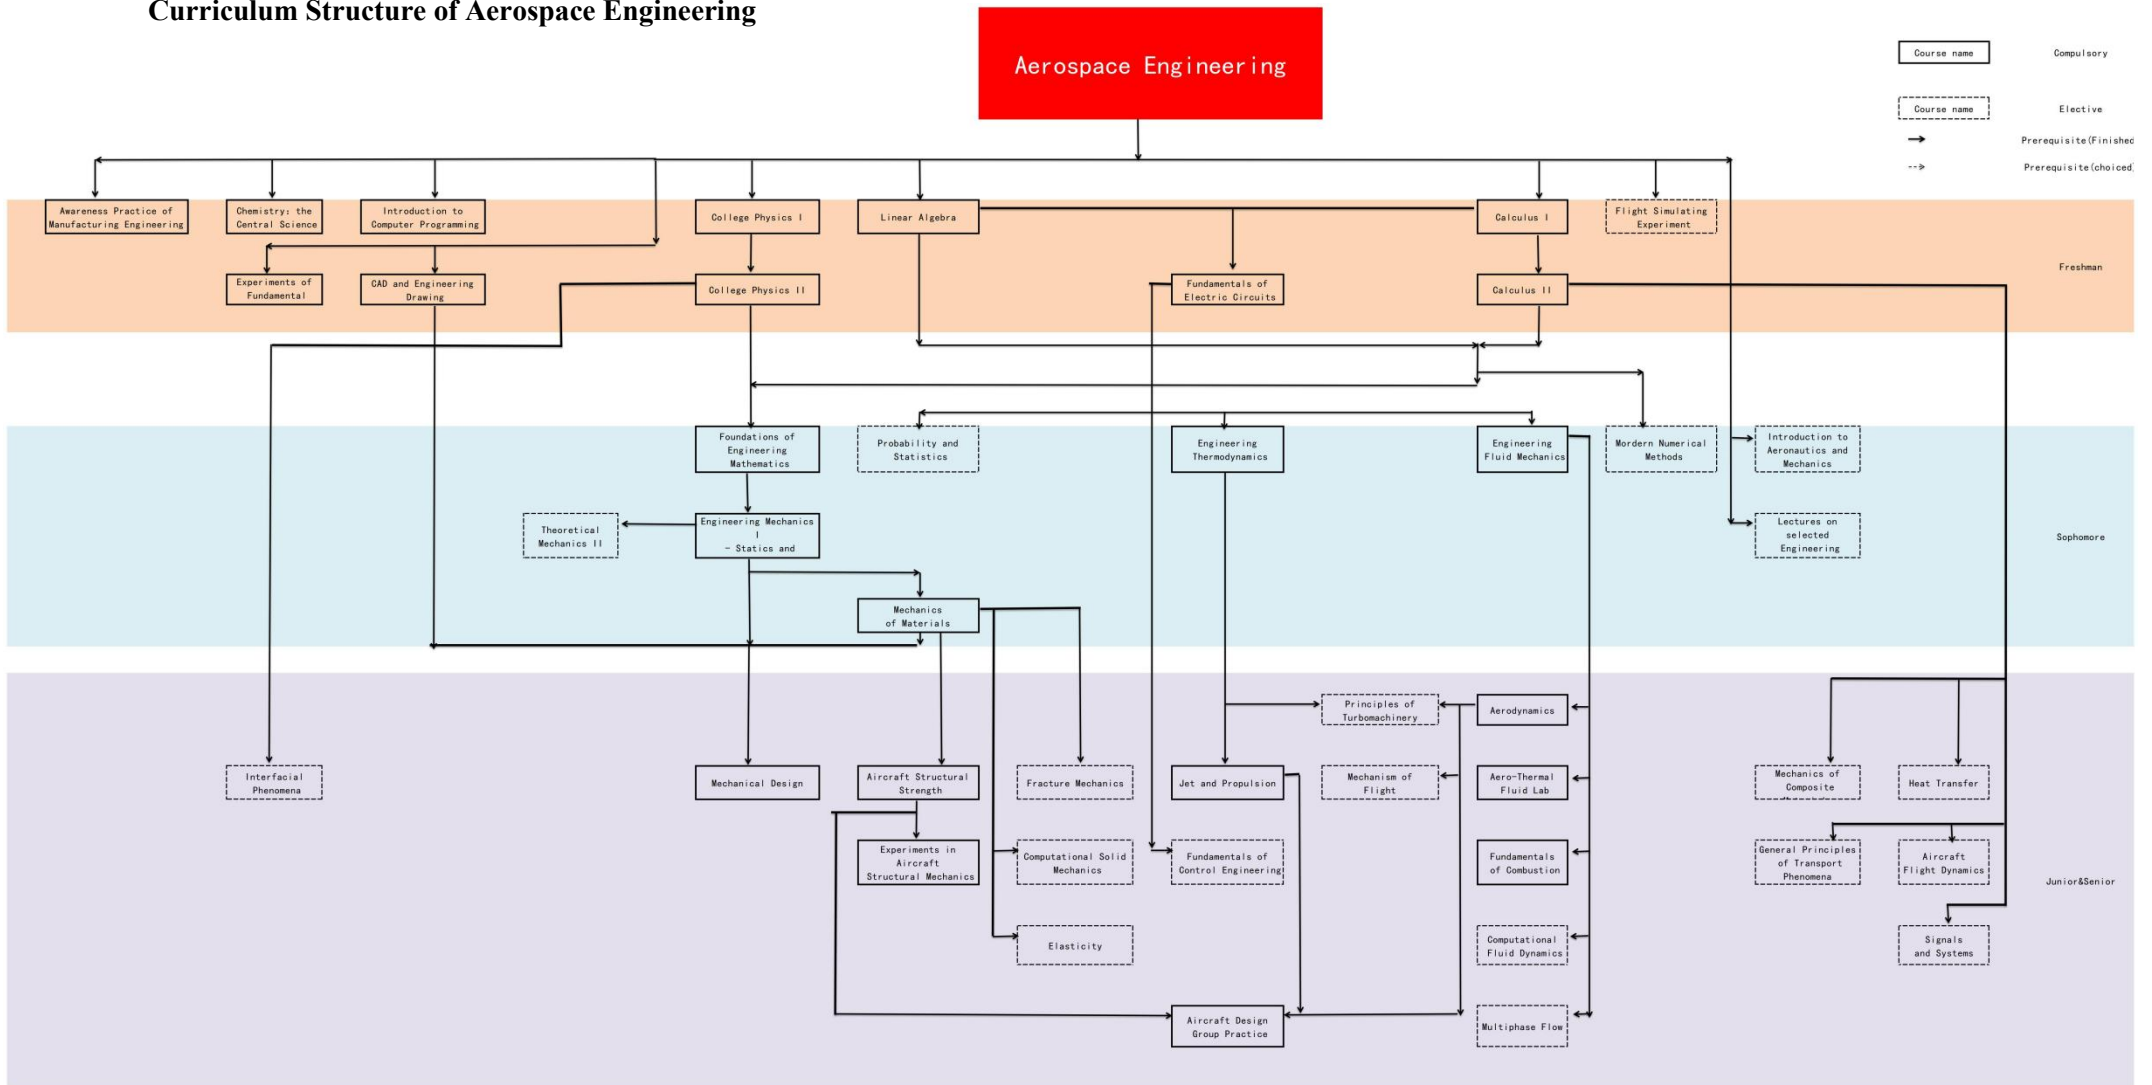 Curriculum Structure of Aerospace Engineering
Aerospace Engineering
Course name
Compulsory
Course name
Elective
Prerequisite(Finished
Prerequisite(choiced)
Awareness Practice of
Manufacturing Engineering
Chemistry: the
Central Science
Introduction to
Computer Programming
College Physics I
Linear Algebra
Calculus I
Flight Simulating
Experiment
Freshman
Experiments of
Fundamental
CAD and Engineering
Drawing
College Physics II
Fundamentals of
Electric Circuits
Calculus II
Foundations of
Engineering
Mathematics
Probability and
Statistics
Engineering
Thermodynamics
Engineering
Fluid Mechanics
Mordern Numerical
Methods
Introduction to
Aeronautics and
Mechanics
Theoretical
Mechanics II
Engineering Mechanics
I
- Statics and
Lectures on
selected
Engineering
Sophomore
Mechanics
of Materials
Principles of
Turbomachinery
Aerodynamics
Interfacial
Phenomena
Mechanical Design
Aircraft Structural
Strength
Fracture Mechanics
Jet and Propulsion
Mechanism of
Flight
Aero-Thermal
Fluid Lab
Mechanics of
Composite
Heat Transfer
Experiments in
Aircraft
Structural Mechanics
Computational Solid
Mechanics
Fundamentals of
Control Engineering
Fundamentals
of Combustion
General Principles
of Transport
Phenomena
Aircraft
Flight Dynamics
Junior&Senior
Elasticity
Computational
Fluid Dynamics
Signals
and Systems
Aircraft Design
Group Practice
Multiphase Flow